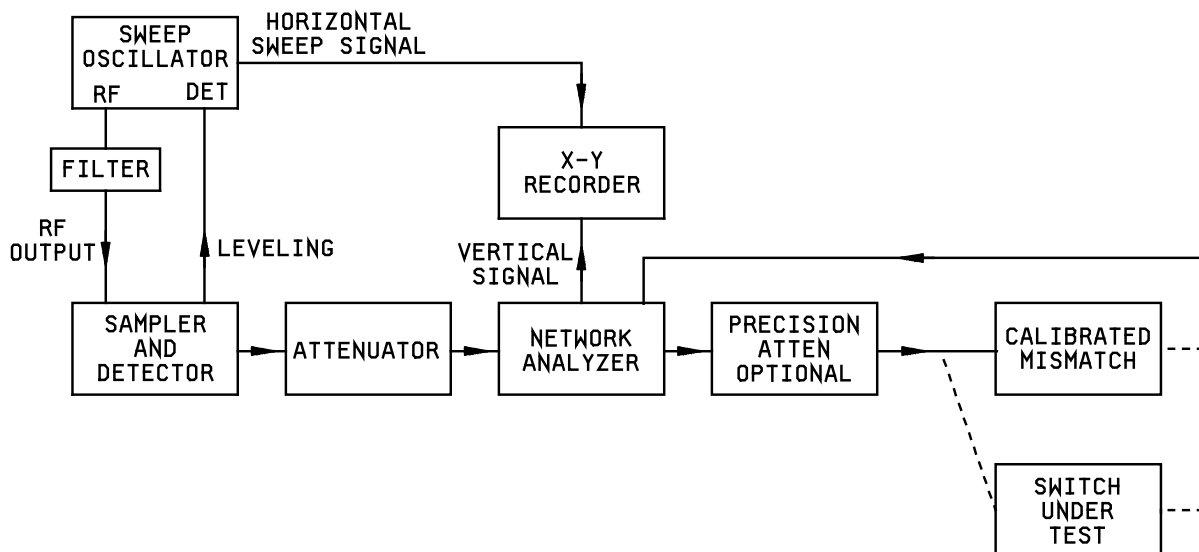 SWEEP
OSCILLATOR
RF
DET
HORIZONTAL
SWEEP SIGNAL
FILTER
X-Y
RECORDER
RF
OUTPUT
LEVELING
VERTICAL
SIGNAL
SAMPLER
AND
DETECTOR
ATTENUATOR
NETWORK
ANALYZER
PRECISION
ATTEN
OPTIONAL
CALIBRATED
MISMATCH
SWITCH
UNDER
TEST